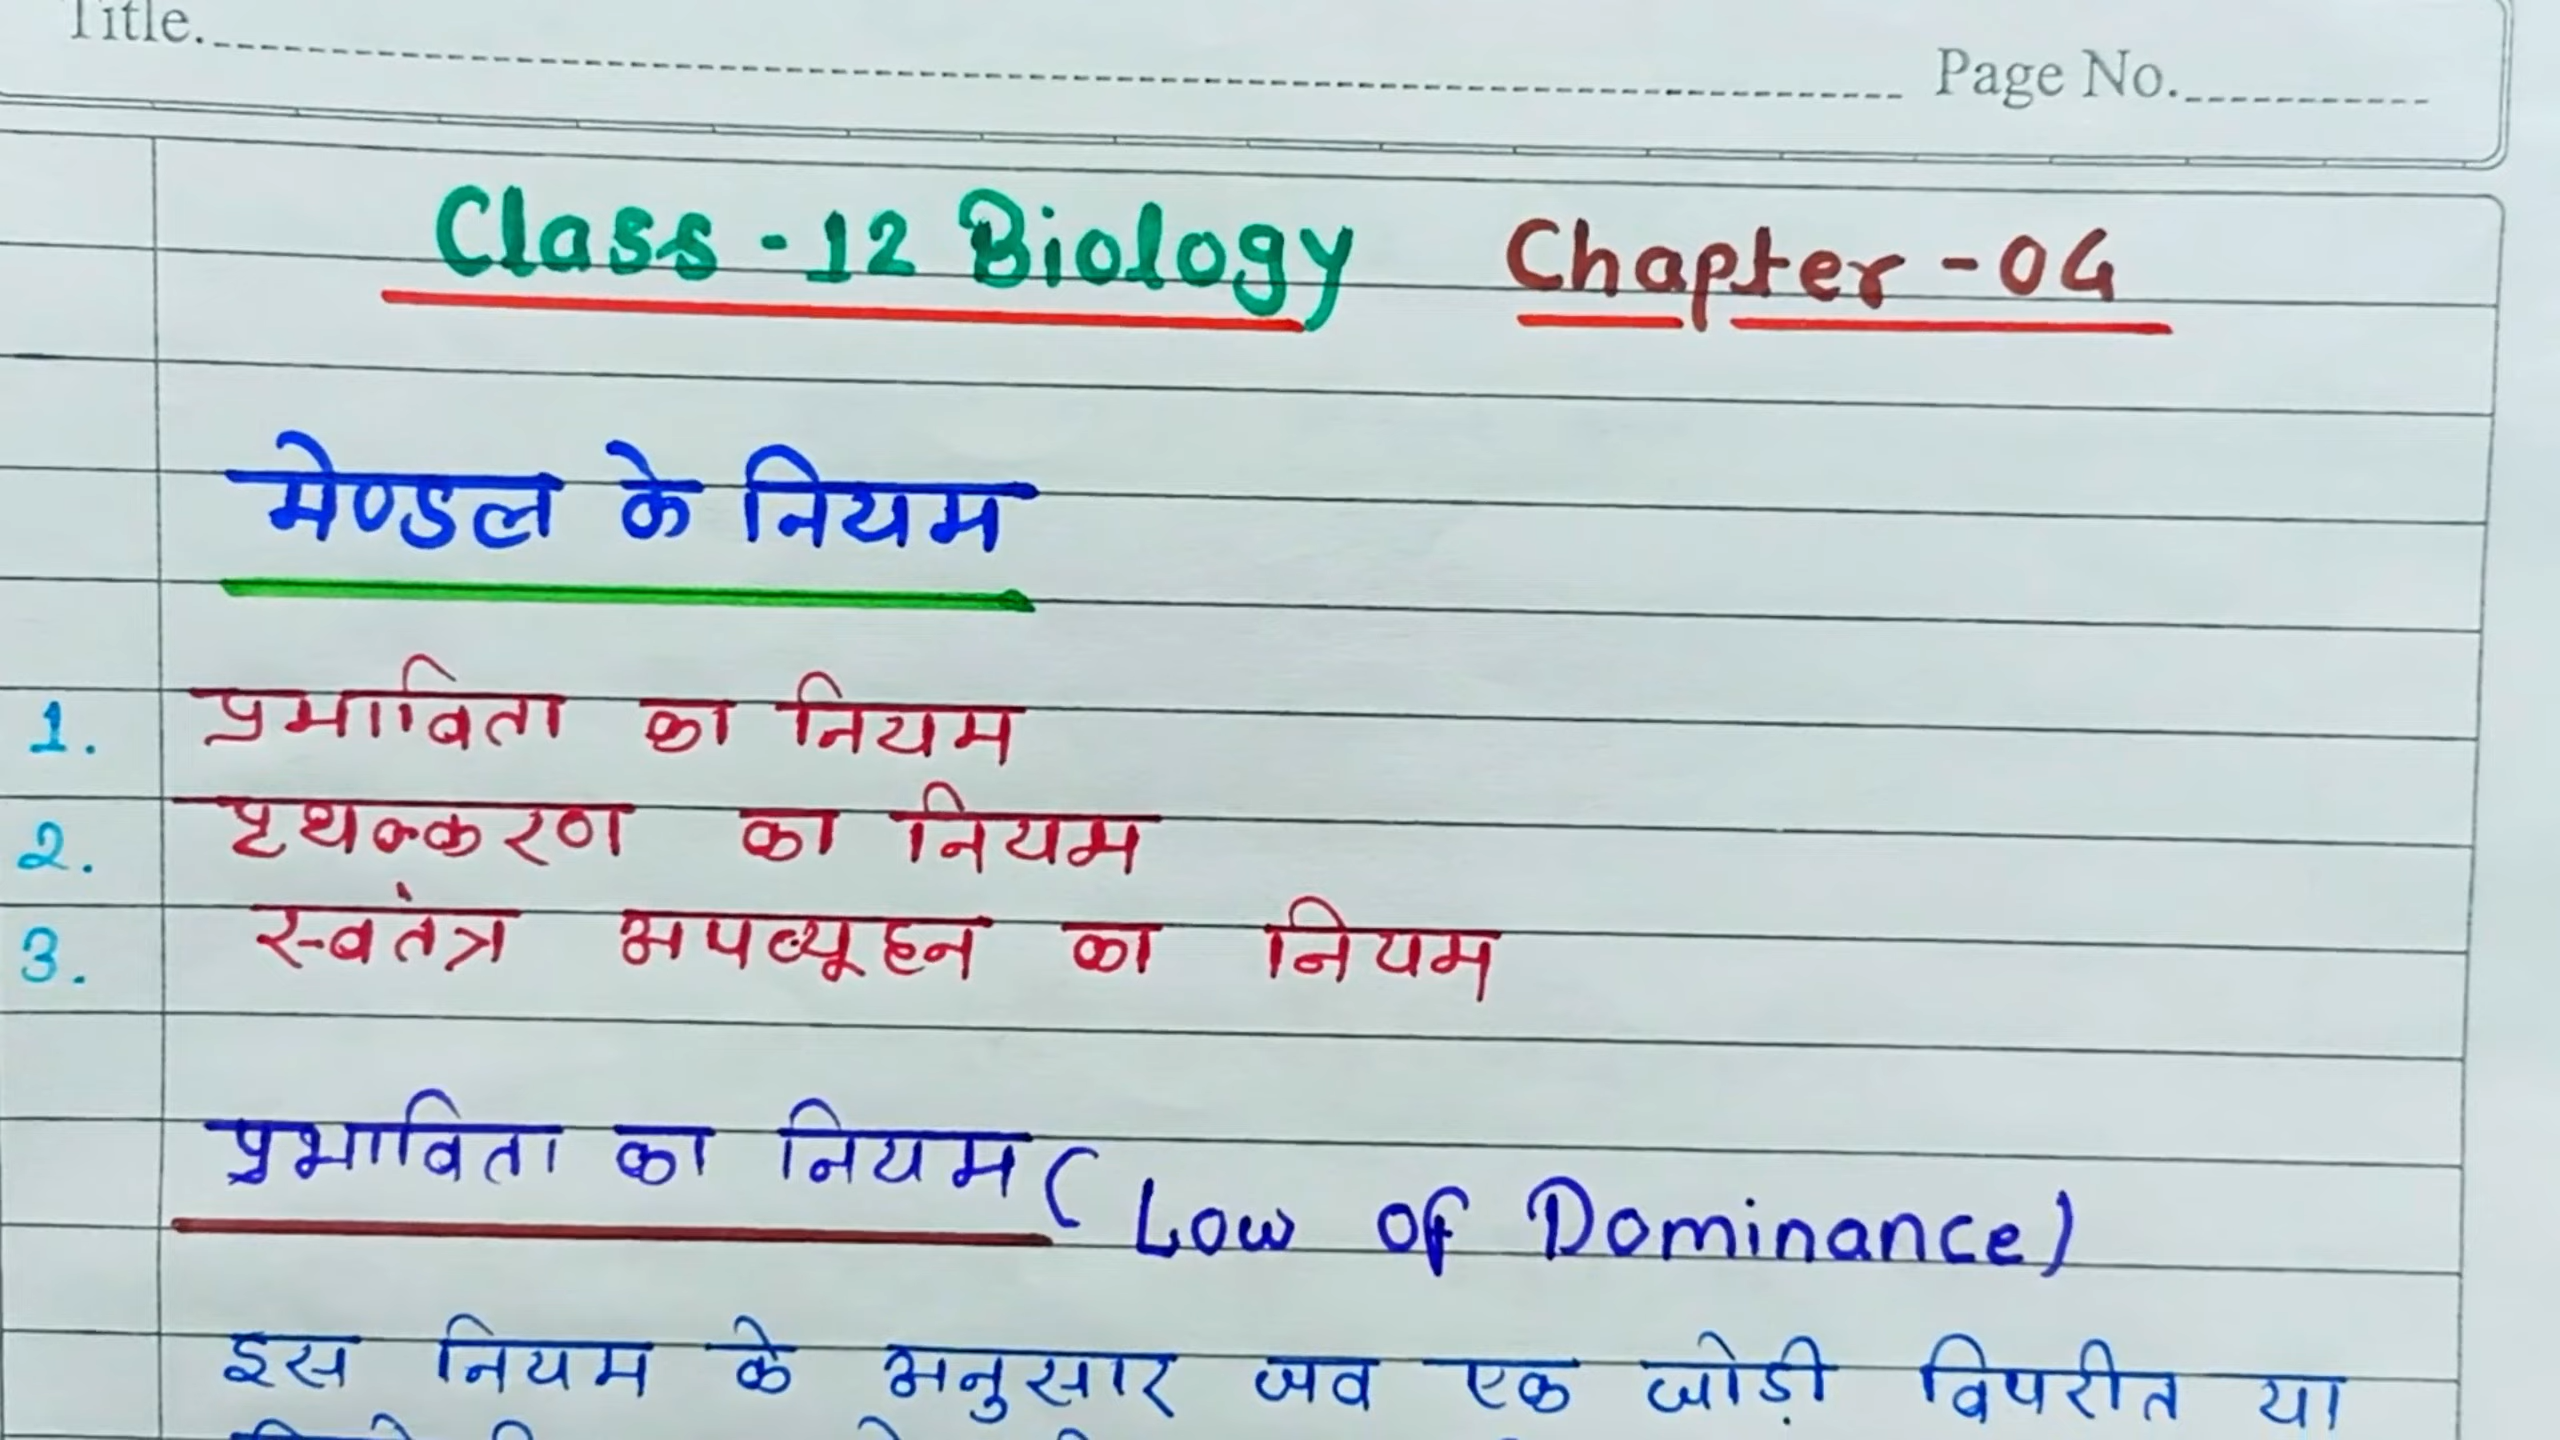 Title.
Page No.
Class - 12 Biology Chapter - 04
मेण्डल के नियम
1. प्रभाविता का नियम
2. पृथक्करण का नियम
3. स्वतंत्र अपव्यूहन का नियम
प्रभाविता का नियम ( Low of Dominance)
इस नियम के अनुसार जब एक जोड़ी विपरीत या